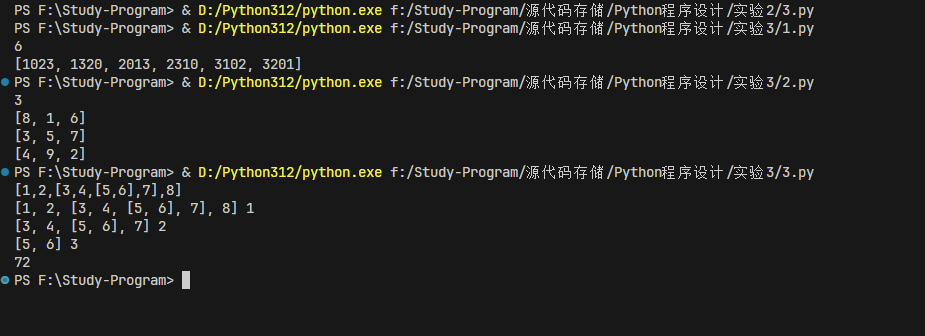 PS F:\Study-Program> & D:/Python312/python.exe f:/Study-Program/源代码存储/Python程序设计/实验2/3.py
PS F:\Study-Program> & D:/Python312/python.exe f:/Study-Program/源代码存储/Python程序设计/实验3/1.py
6
[1023, 1320, 2013, 2310, 3102, 3201]
PS F:\Study-Program> & D:/Python312/python.exe f:/Study-Program/源代码存储/Python程序设计/实验3/2.py
3
[8, 1, 6]
[3, 5, 7]
[4, 9, 2]
PS F:\Study-Program> & D:/Python312/python.exe f:/Study-Program/源代码存储/Python程序设计/实验3/3.py
[1,2,[3,4,[5,6],7],8]
[1, 2, [3, 4, [5, 6], 7], 8] 1
[3, 4, [5, 6], 7] 2
[5, 6] 3
72
PS F:\Study-Program>